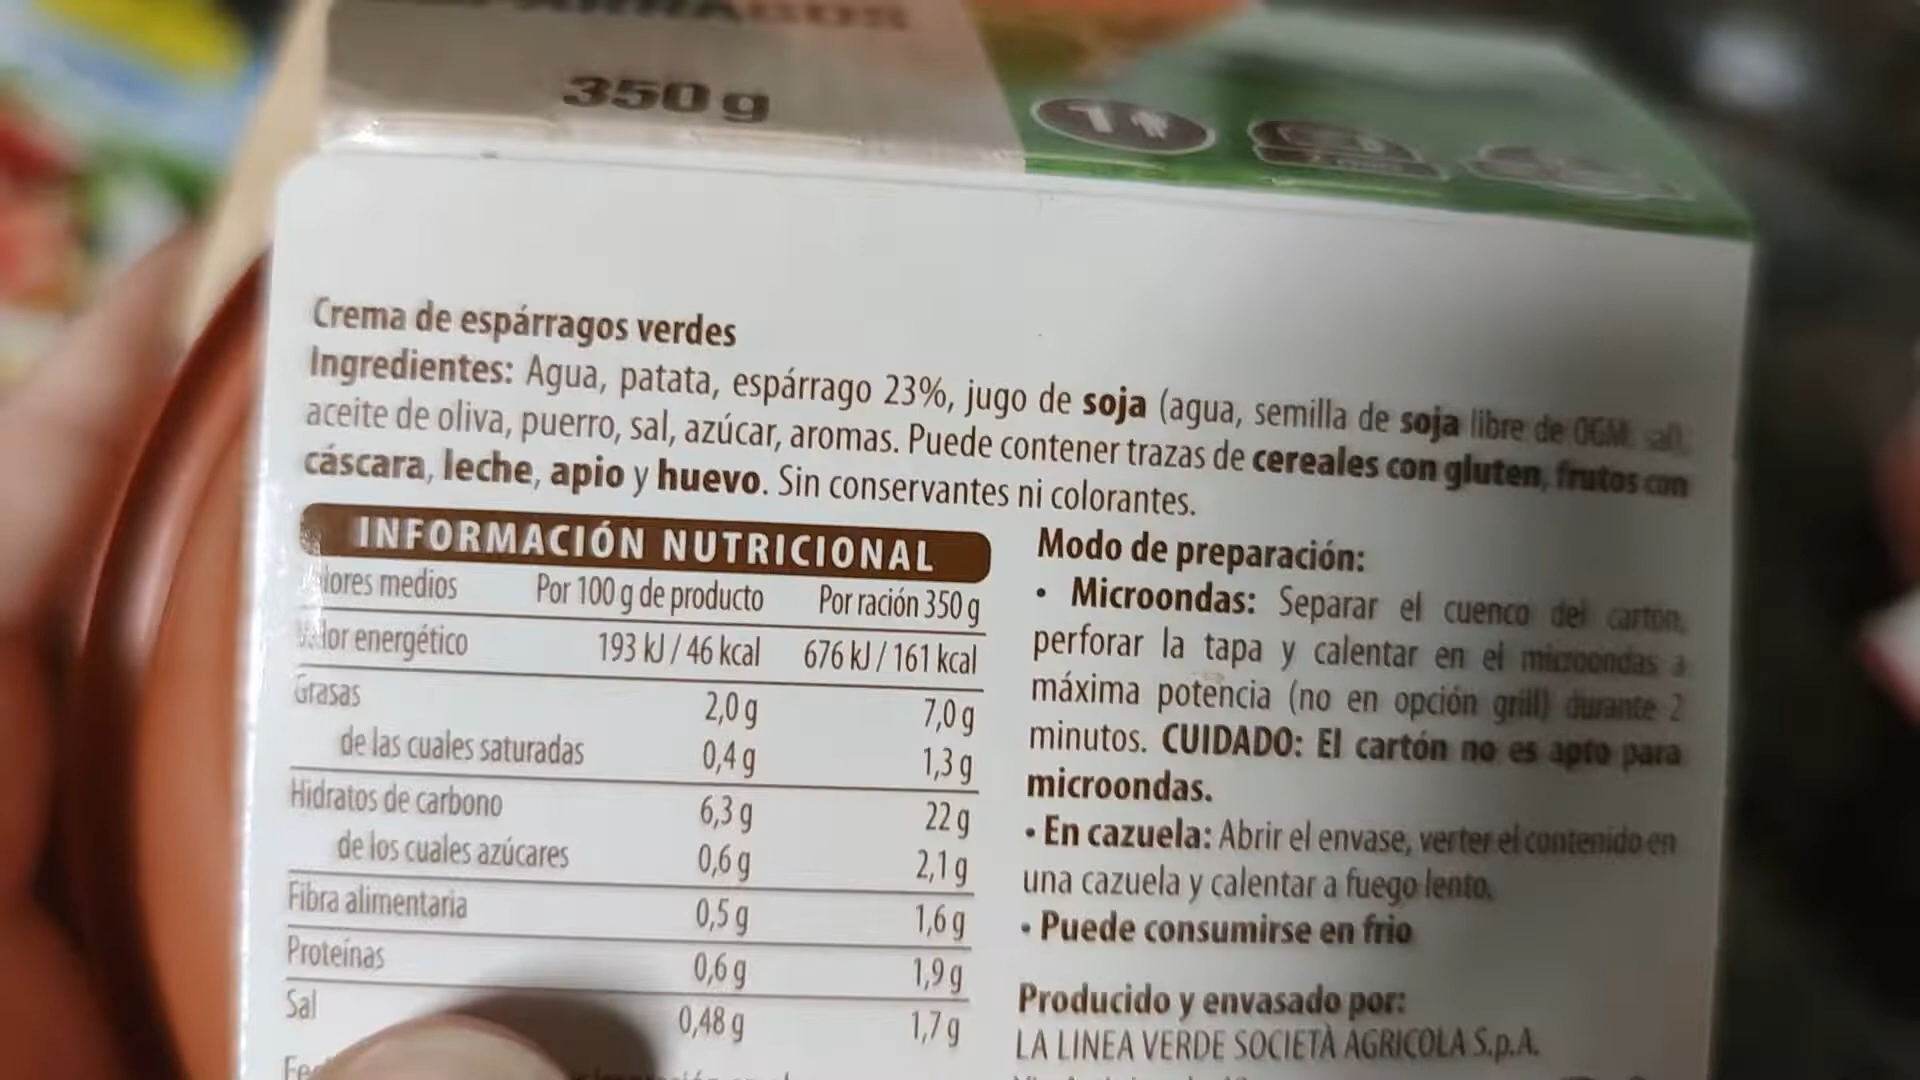 350 g
Crema de espárragos verdes
Ingredientes: Agua, patata, espárrago 23%, jugo de soja (agua, semilla de soja libre de OGM, sal),
aceite de oliva, puerro, sal, azúcar, aromas. Puede contener trazas de cereales con gluten, frutos con
cáscara, leche, apio y huevo. Sin conservantes ni colorantes.
INFORMACIÓN NUTRICIONAL
lores medios Por 100 g de producto Por ración 350 g
lor energético 193 kJ / 46 kcal 676 kJ / 161 kcal
Grasas 2,0 g 7,0 g
de las cuales saturadas 0,4 g 1,3 g
Hidratos de carbono 6,3 g 22 g
de los cuales azúcares 0,6 g 2,1 g
Fibra alimentaria 0,5 g 1,6 g
Proteínas 0,6 g 1,9 g
Sal 0,48 g 1,7 g
Modo de preparación:
• Microondas: Separar el cuenco del cartón,
perforar la tapa y calentar en el microondas a
máxima potencia (no en opción grill) durante 2
minutos. CUIDADO: El cartón no es apto para
microondas.
• En cazuela: Abrir el envase, verter el contenido en
una cazuela y calentar a fuego lento.
• Puede consumirse en frio
Producido y envasado por:
LA LINEA VERDE SOCIETÀ AGRICOLA S.p.A.